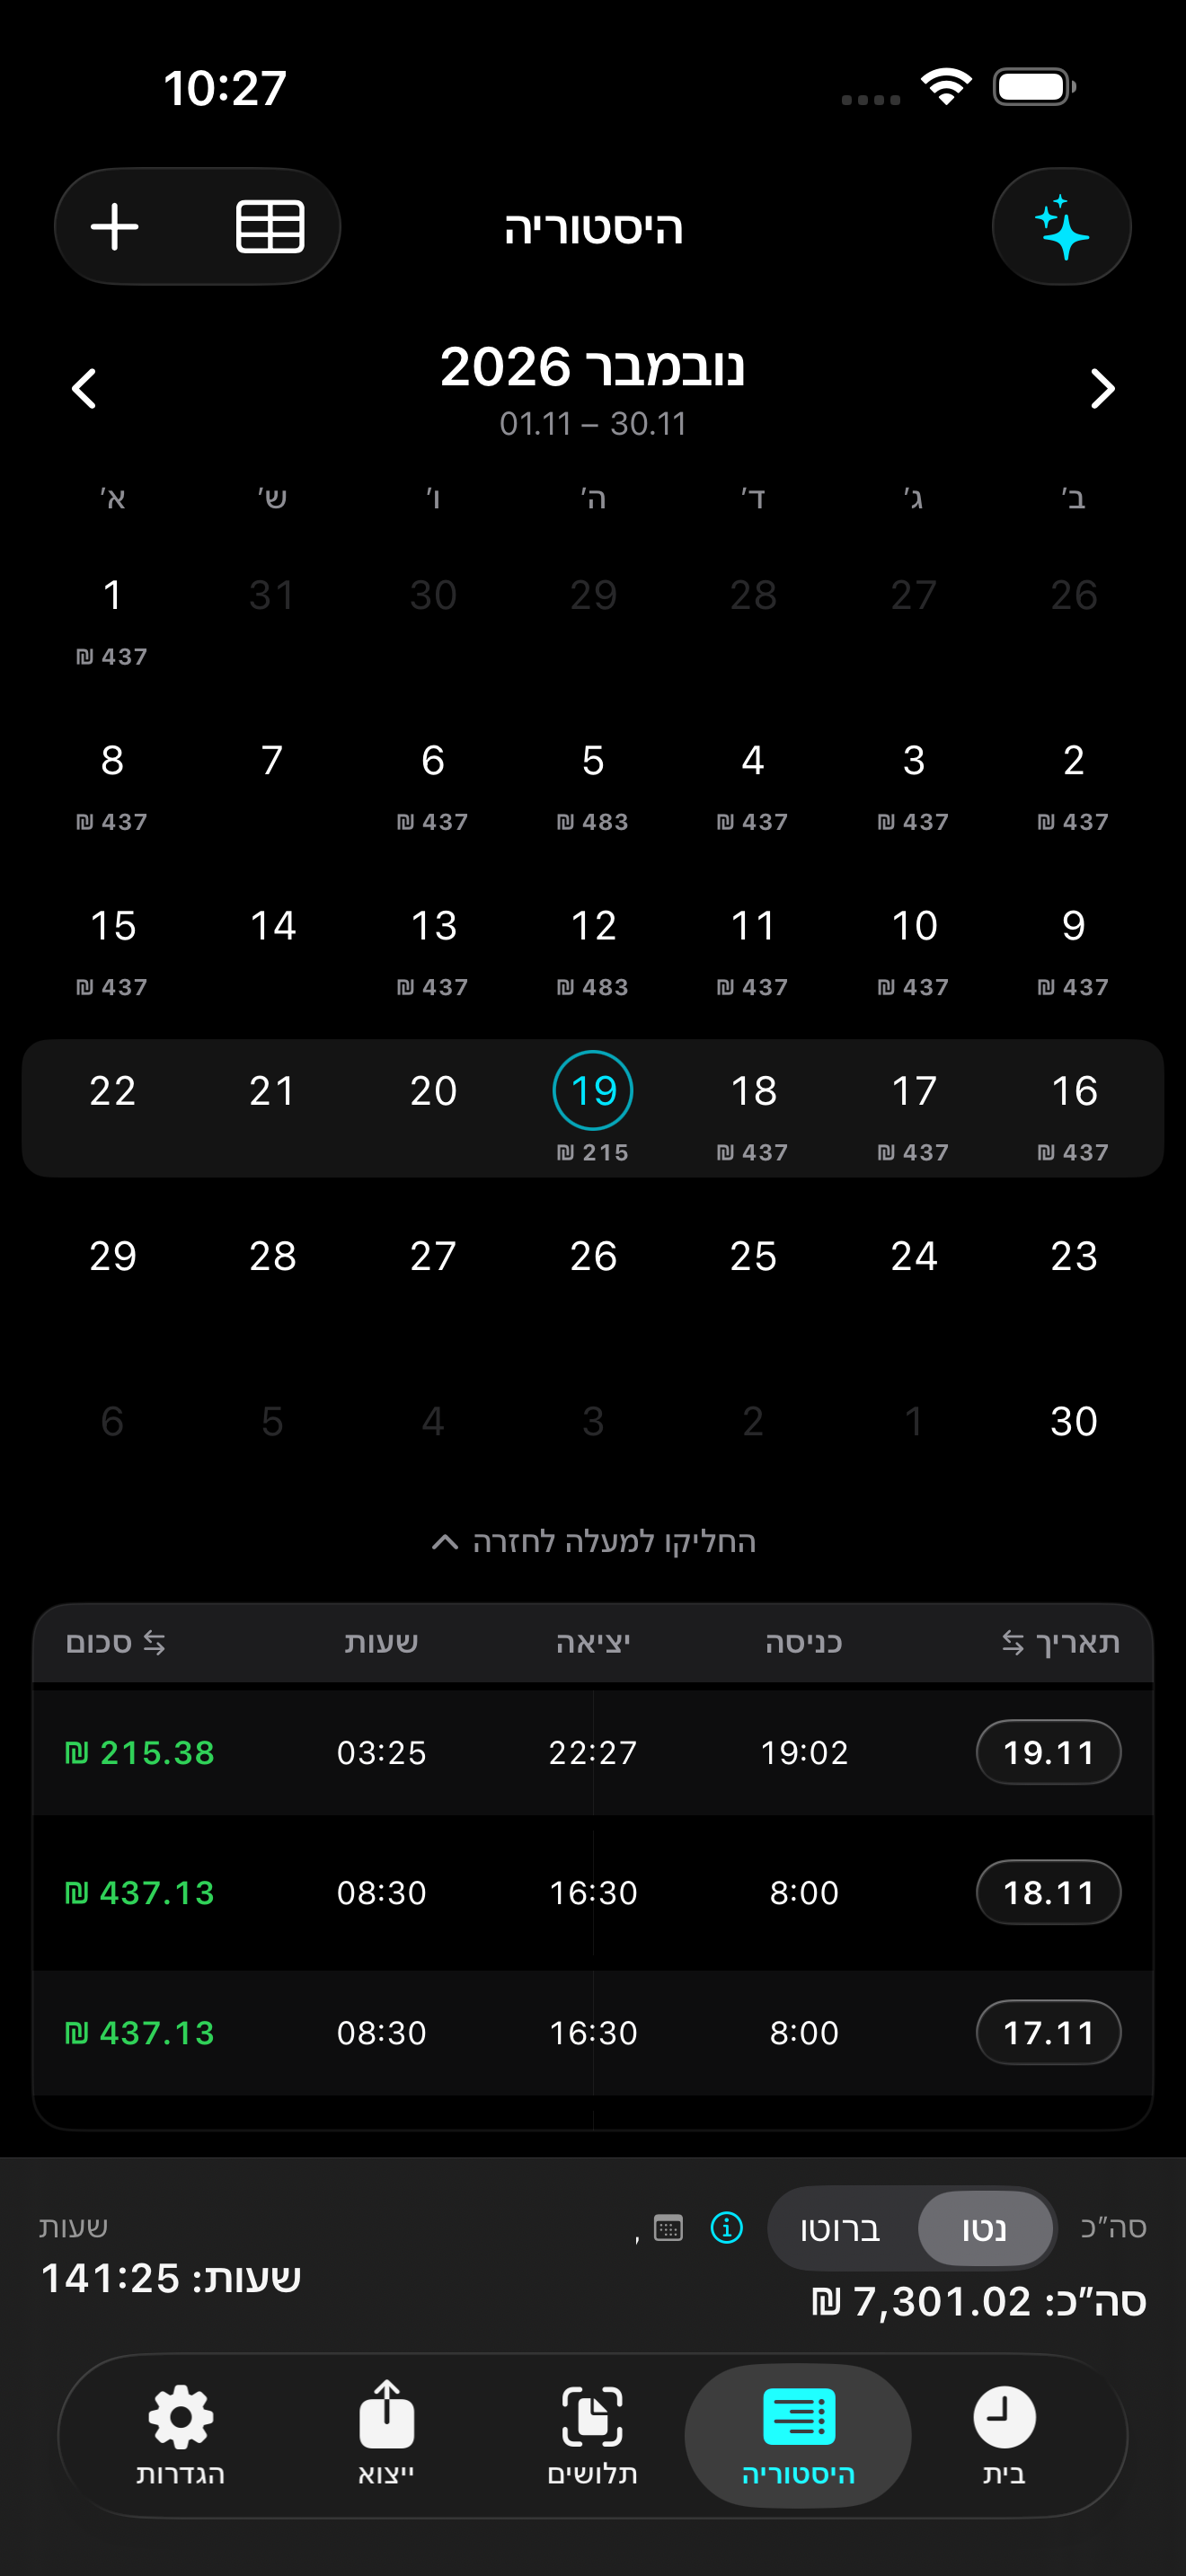 10:27
היסטוריה
נובמבר 2026
01.11 – 30.11
ב׳ ג׳ ד׳ ה׳ ו׳ ש׳ א׳
26 27 28 29 30 31 1
437 ₪
2 3 4 5 6 7 8
437 ₪ 437 ₪ 437 ₪ 483 ₪ 437 ₪ 437 ₪
9 10 11 12 13 14 15
437 ₪ 437 ₪ 437 ₪ 483 ₪ 437 ₪ 437 ₪
16 17 18 19 20 21 22
437 ₪ 437 ₪ 437 ₪ 215 ₪
23 24 25 26 27 28 29
30 1 2 3 4 5 6
החליקו למעלה לחזרה
תאריך כניסה יציאה שעות סכום
19.11 19:02 22:27 03:25 215.38 ₪
18.11 8:00 16:30 08:30 437.13 ₪
17.11 8:00 16:30 08:30 437.13 ₪
סה״כ נטו ברוטו , שעות
סה״כ: 7,301.02 ₪ שעות: 141:25
בית היסטוריה תלושים ייצוא הגדרות